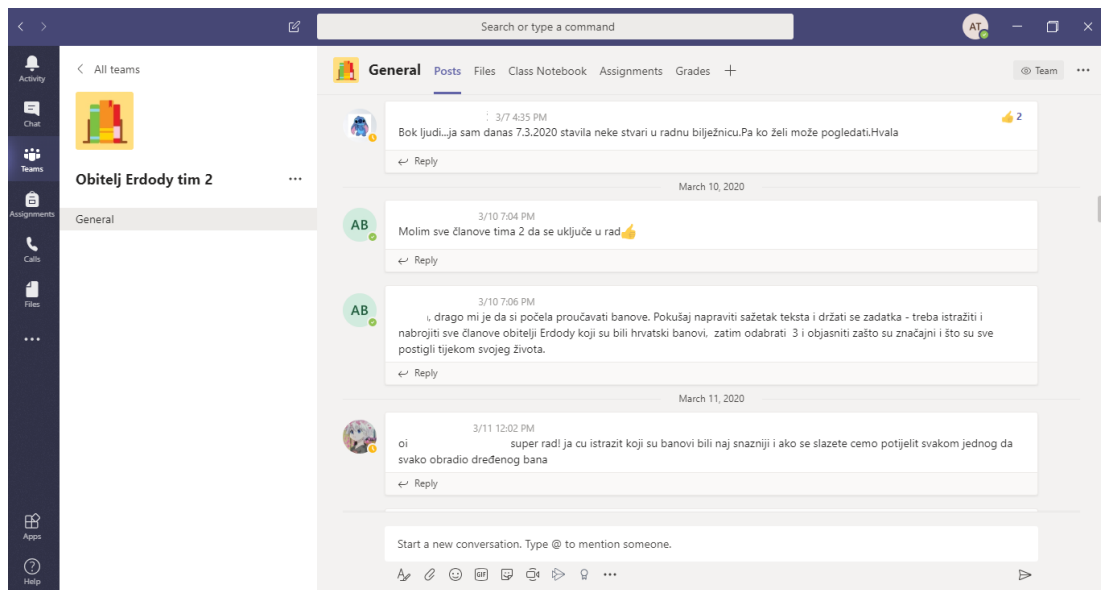 Search or type a command
AT
Activity
Chat
Teams
Assignments
Calls
Files
Apps
Help
All teams
Obitelj Erdody tim 2
General
General Posts Files Class Notebook Assignments Grades
Team
3/7 4:35 PM
2
Bok ljudi...ja sam danas 7.3.2020 stavila neke stvari u radnu bilježnicu.Pa ko želi može pogledati.Hvala
Reply
March 10, 2020
AB
3/10 7:04 PM
Molim sve članove tima 2 da se uključe u rad👍
Reply
AB
3/10 7:06 PM
, drago mi je da si počela proučavati banove. Pokušaj napraviti sažetak teksta i držati se zadatka - treba istražiti i
nabrojiti sve članove obitelji Erdody koji su bili hrvatski banovi, zatim odabrati 3 i objasniti zašto su značajni i što su sve
postigli tijekom svojeg života.
Reply
March 11, 2020
3/11 12:02 PM
oi super rad! ja cu istrazit koji su banovi bili naj snazniji i ako se slazete cemo potijelit svakom jednog da
svako obradio dređenog bana
Reply
Start a new conversation. Type @ to mention someone.
GIF